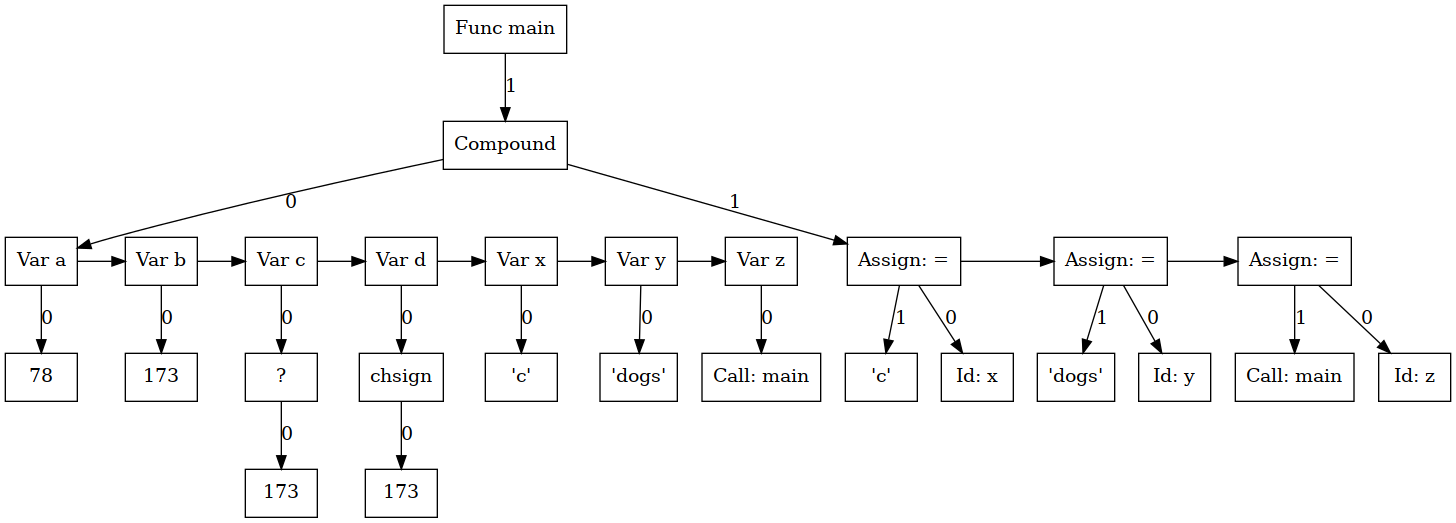 Func main
1
Compound
0
1
Var a
Var b
Var c
Var d
Var x
Var y
Var z
Assign: =
Assign: =
Assign: =
0
0
0
0
0
0
0
1
0
1
0
1
0
78
173
?
chsign
'c'
'dogs'
Call: main
'c'
Id: x
'dogs'
Id: y
Call: main
Id: z
0
0
173
173